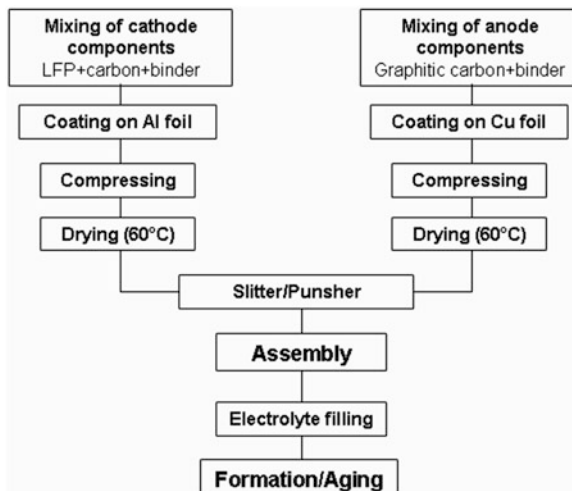 Mixing of cathode
components
LFP+carbon+binder
Mixing of anode
components
Graphitic carbon+binder
Coating on Al foil
Coating on Cu foil
Compressing
Compressing
Drying (60°C)
Drying (60°C)
Slitter/Punsher
Assembly
Electrolyte filling
Formation/Aging